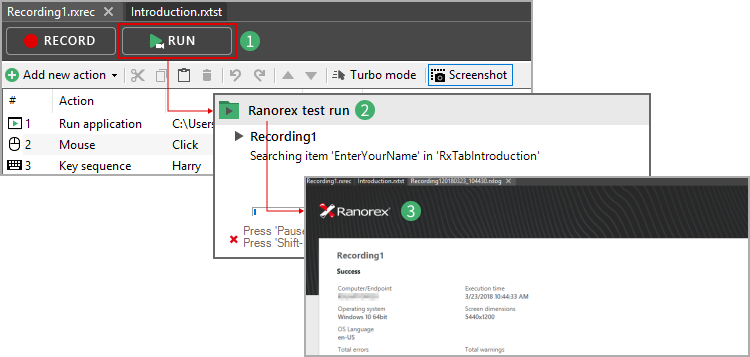 Recording1.rxrec
Introduction.rxtst
RECORD
RUN
1
Add new action
Turbo mode
Screenshot
# Action
1 Run application C:\Users
2 Mouse Click
3 Key sequence Harry
Ranorex test run 2
Recording1
Searching item 'EnterYourName' in 'RxTabIntroduction'
Press 'Paus
Press 'Shift-
Recording1.rxrec Introduction.rxtst Recording120180323_104430.rxlog
Ranorex 3
Recording1
Success
Computer/Endpoint Execution time
3/23/2018 10:44:33 AM
Operating system Screen dimensions
Windows 10 64bit 5440x1200
OS Language
en-US
Total errors Total warnings